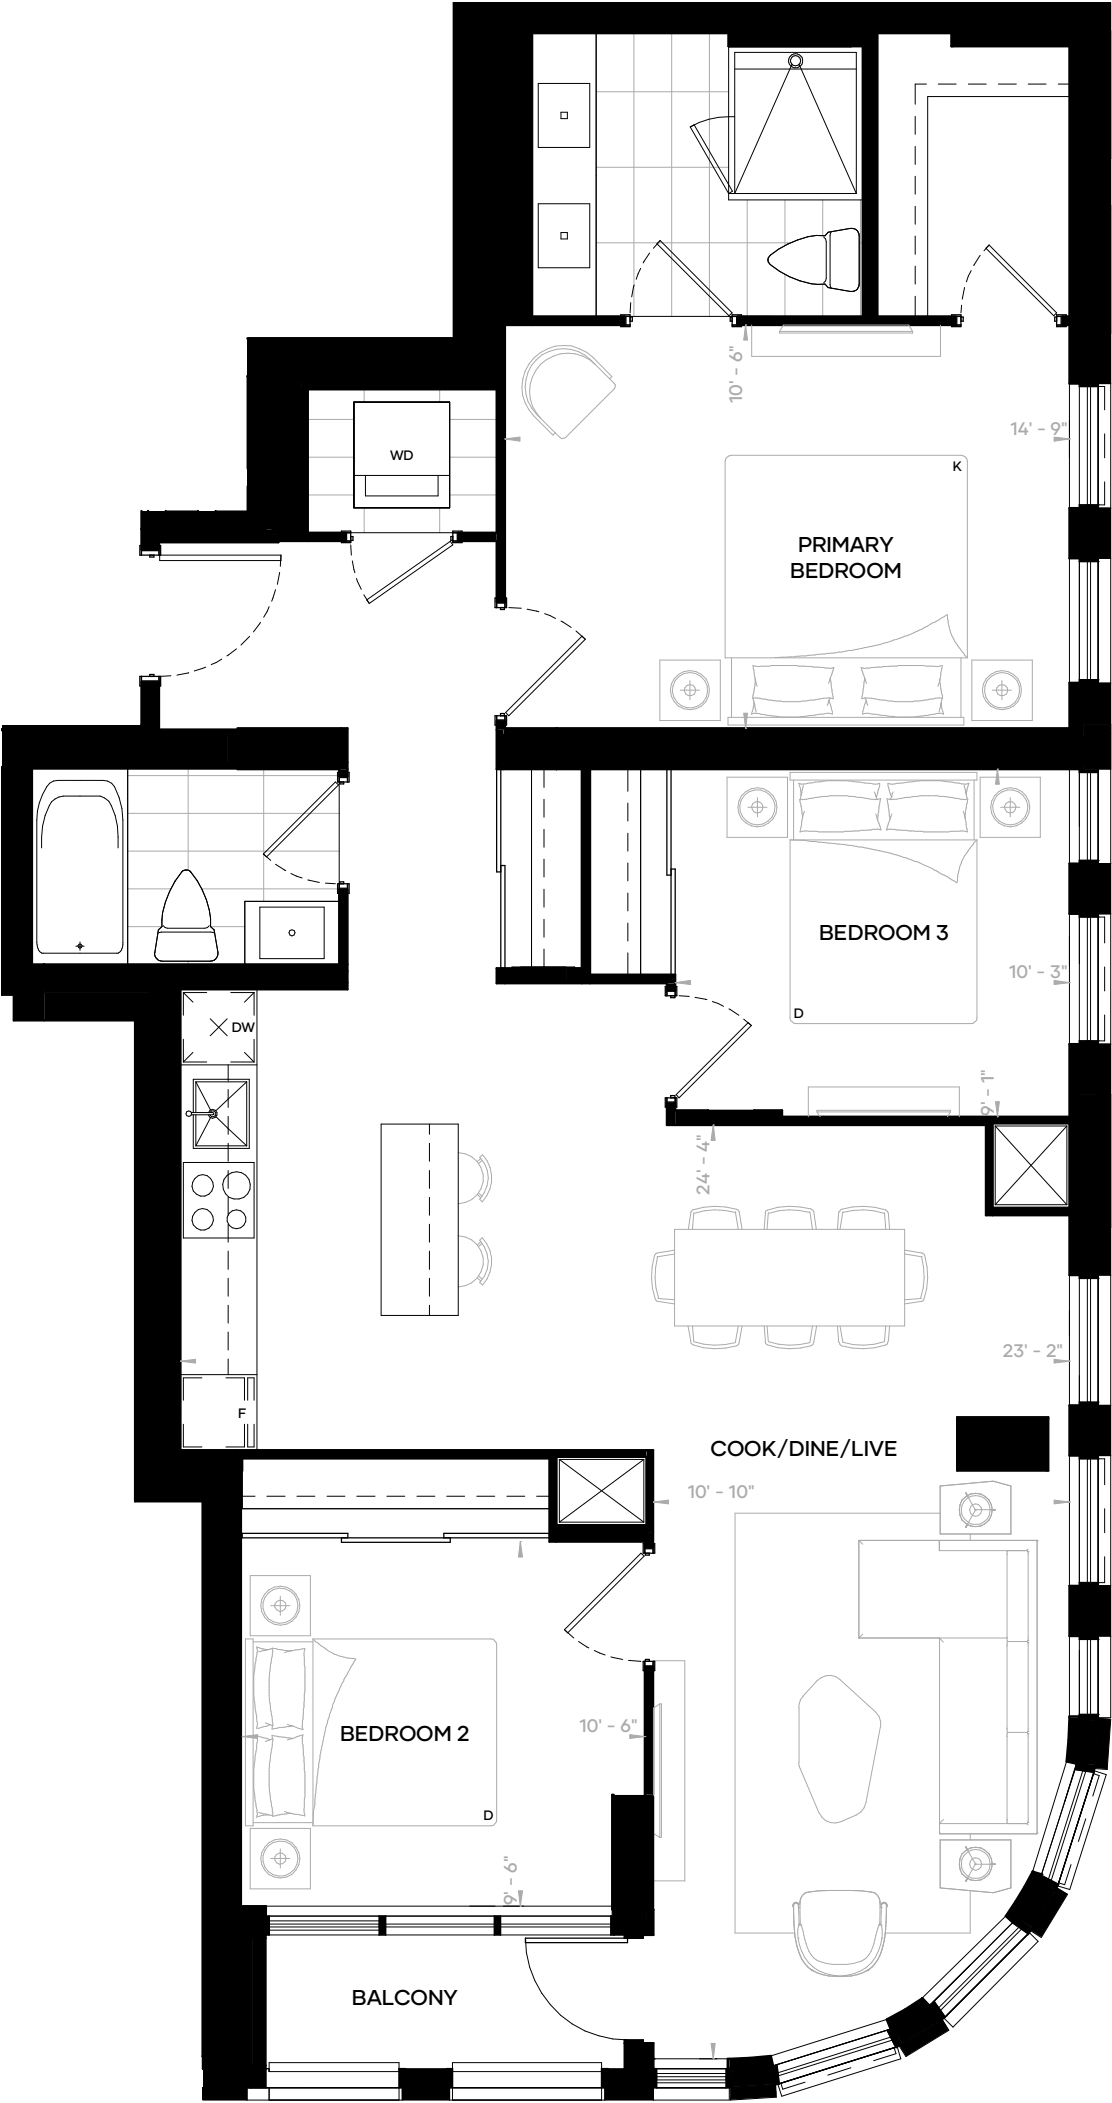 10' - 6"
14' - 9"
WD
K
PRIMARY
BEDROOM
BEDROOM 3
10' - 3"
D
DW
9' - 1"
24' - 4"
23' - 2"
F
COOK/DINE/LIVE
10' - 10"
10' - 6"
BEDROOM 2
D
9' - 6"
BALCONY